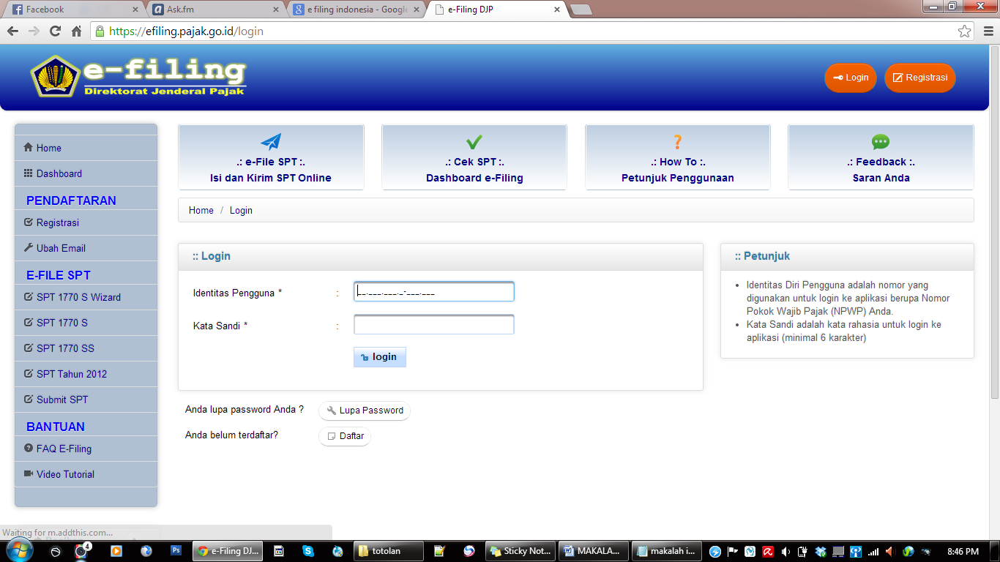 Facebook
Ask.fm
e filing indonesia - Google
e-Filing DJP
https://efiling.pajak.go.id/login
e-filing
Direktorat Jenderal Pajak
Login
Registrasi
Home
Dashboard
PENDAFTARAN
Registrasi
Ubah Email
E-FILE SPT
SPT 1770 S Wizard
SPT 1770 S
SPT 1770 SS
SPT Tahun 2012
Submit SPT
BANTUAN
FAQ E-Filing
Video Tutorial
.: e-File SPT :.
Isi dan Kirim SPT Online
.: Cek SPT :.
Dashboard e-Filing
.: How To :.
Petunjuk Penggunaan
.: Feedback :.
Saran Anda
Home / Login
:: Login
Identitas Pengguna * : __.___.___._-___.___
Kata Sandi * :
login
Anda lupa password Anda ? Lupa Password
Anda belum terdaftar? Daftar
:: Petunjuk
• Identitas Diri Pengguna adalah nomor yang
digunakan untuk login ke aplikasi berupa Nomor
Pokok Wajib Pajak (NPWP) Anda.
• Kata Sandi adalah kata rahasia untuk login ke
aplikasi (minimal 6 karakter)
Waiting for m.addthis.com...
4
Ps
e-Filing DJ...
totolan
Sticky Not...
MAKALA...
makalah i...
8:46 PM